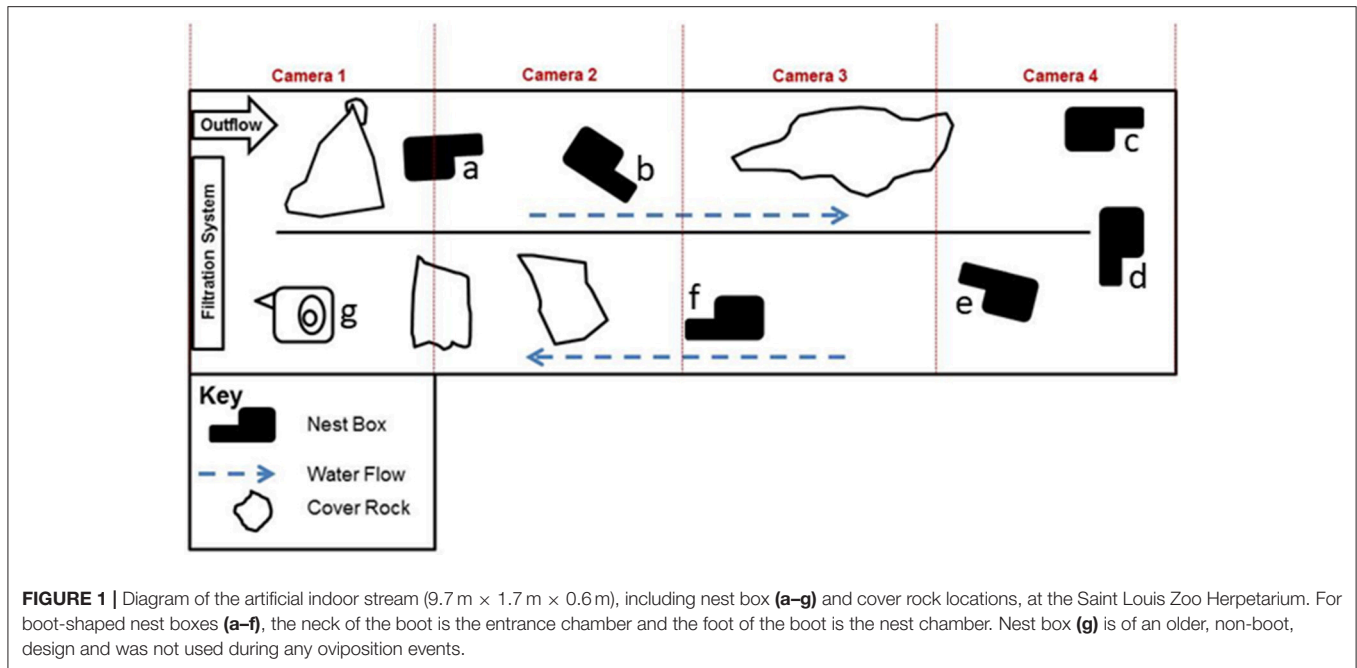 Camera 1 Camera 2 Camera 3 Camera 4
Outflow
Filtration System
a
b
c
d
e
f
g
Key
Nest Box
Water Flow
Cover Rock
FIGURE 1 | Diagram of the artificial indoor stream (9.7 m × 1.7 m × 0.6 m), including nest box (a–g) and cover rock locations, at the Saint Louis Zoo Herpetarium. For
boot-shaped nest boxes (a–f), the neck of the boot is the entrance chamber and the foot of the boot is the nest chamber. Nest box (g) is of an older, non-boot,
design and was not used during any oviposition events.